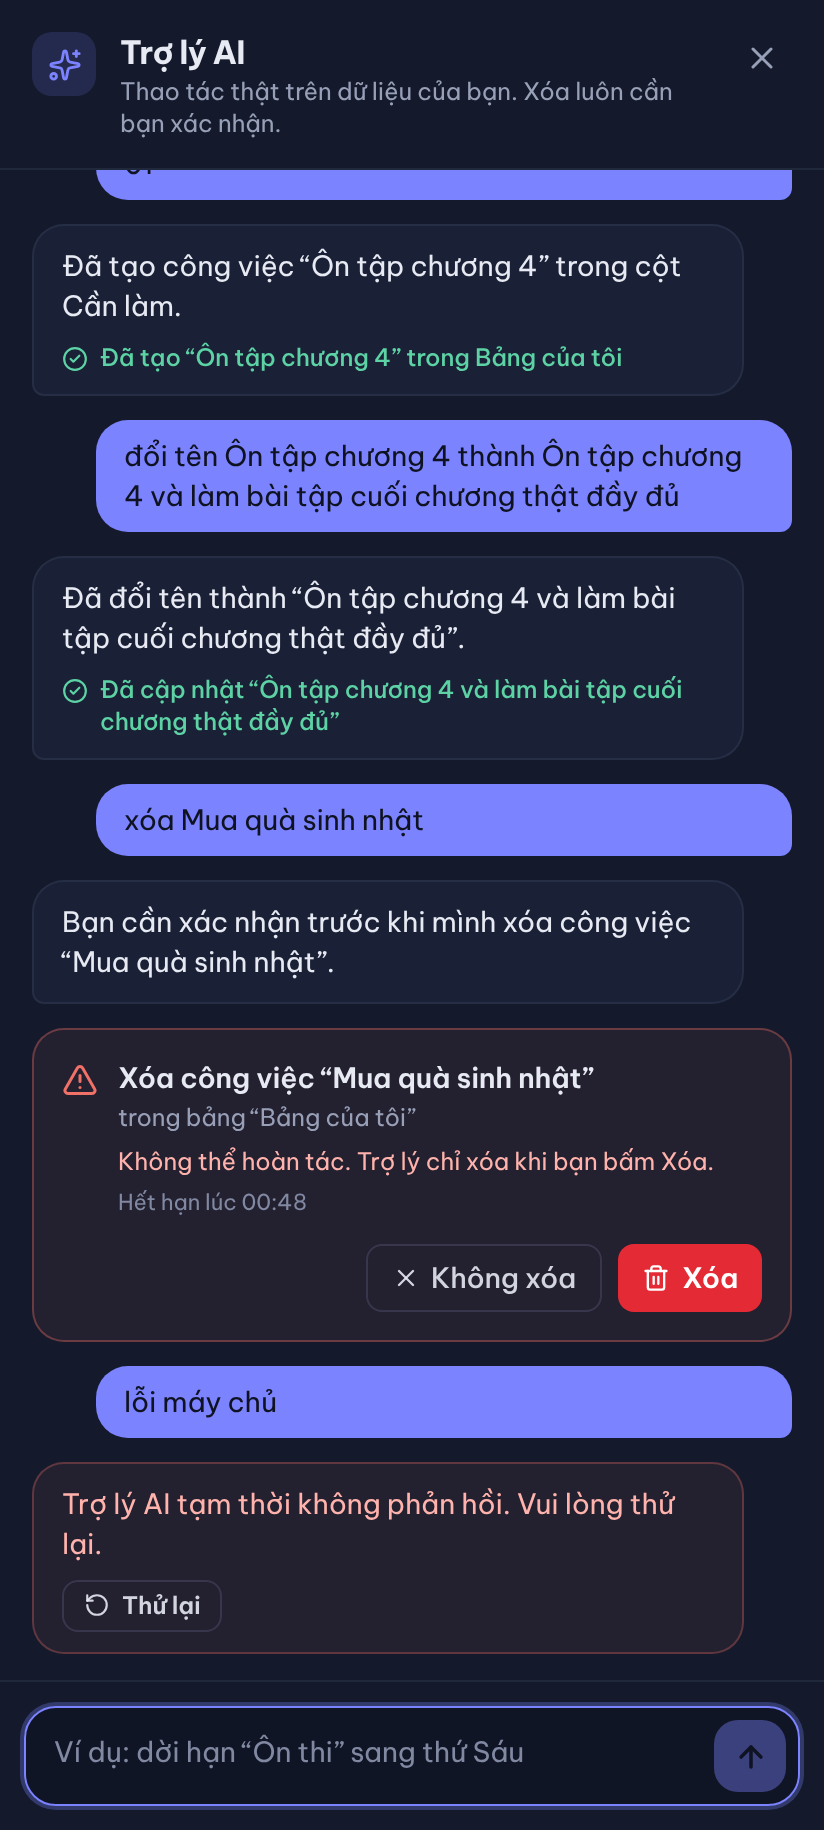 Trợ lý AI
Thao tác thật trên dữ liệu của bạn. Xóa luôn cần
bạn xác nhận.
Đã tạo công việc “Ôn tập chương 4” trong cột
Cần làm.
Đã tạo “Ôn tập chương 4” trong Bảng của tôi
đổi tên Ôn tập chương 4 thành Ôn tập chương
4 và làm bài tập cuối chương thật đầy đủ
Đã đổi tên thành “Ôn tập chương 4 và làm bài
tập cuối chương thật đầy đủ”.
Đã cập nhật “Ôn tập chương 4 và làm bài tập cuối
chương thật đầy đủ”
xóa Mua quà sinh nhật
Bạn cần xác nhận trước khi mình xóa công việc
“Mua quà sinh nhật”.
Xóa công việc “Mua quà sinh nhật”
trong bảng “Bảng của tôi”
Không thể hoàn tác. Trợ lý chỉ xóa khi bạn bấm Xóa.
Hết hạn lúc 00:48
Không xóa
Xóa
lỗi máy chủ
Trợ lý AI tạm thời không phản hồi. Vui lòng thử
lại.
Thử lại
Ví dụ: dời hạn “Ôn thi” sang thứ Sáu